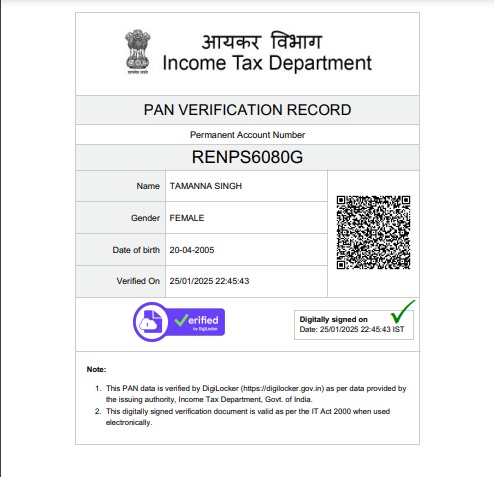 आयकर विभाग
Income Tax Department
PAN VERIFICATION RECORD
Permanent Account Number
RENPS6080G
Name TAMANNA SINGH
Gender FEMALE
Date of birth 20-04-2005
Verified On 25/01/2025 22:45:43
Verified
by DigiLocker
Digitally signed on
Date: 25/01/2025 22:45:43 IST
Note:
1. This PAN data is verified by DigiLocker (https://digilocker.gov.in) as per data provided by
the issuing authority, Income Tax Department, Govt. of India.
2. This digitally signed verification document is valid as per the IT Act 2000 when used
electronically.